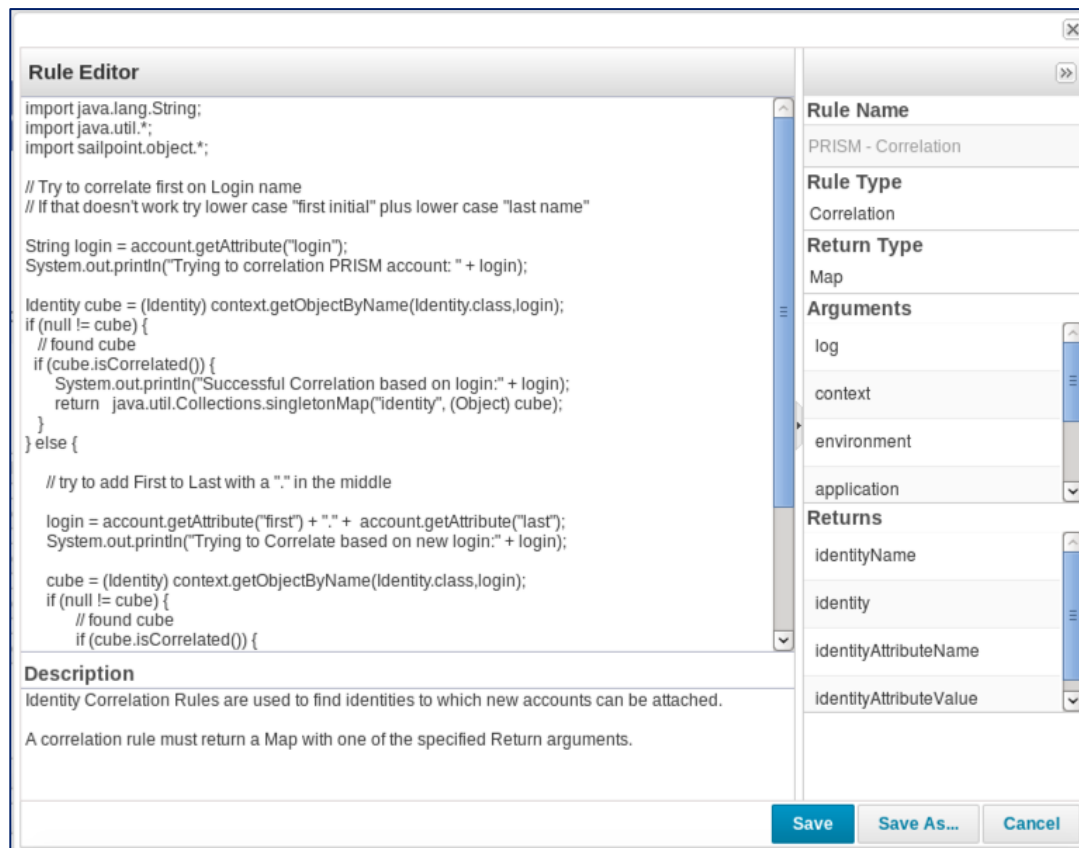 Rule Editor
import java.lang.String;
import java.util.*;
import sailpoint.object.*;
// Try to correlate first on Login name
// If that doesn't work try lower case "first initial" plus lower case "last name"
String login = account.getAttribute("login");
System.out.println("Trying to correlation PRISM account: " + login);
Identity cube = (Identity) context.getObjectByName(Identity.class,login);
if (null != cube) {
// found cube
if (cube.isCorrelated()) {
System.out.println("Successful Correlation based on login:" + login);
return java.util.Collections.singletonMap("identity", (Object) cube);
}
} else {
// try to add First to Last with a "." in the middle
login = account.getAttribute("first") + "." + account.getAttribute("last");
System.out.println("Trying to Correlate based on new login:" + login);
cube = (Identity) context.getObjectByName(Identity.class,login);
if (null != cube) {
// found cube
if (cube.isCorrelated()) {
Description
Identity Correlation Rules are used to find identities to which new accounts can be attached.
A correlation rule must return a Map with one of the specified Return arguments.
Rule Name
PRISM - Correlation
Rule Type
Correlation
Return Type
Map
Arguments
log
context
environment
application
Returns
identityName
identity
identityAttributeName
identityAttributeValue
Save
Save As...
Cancel